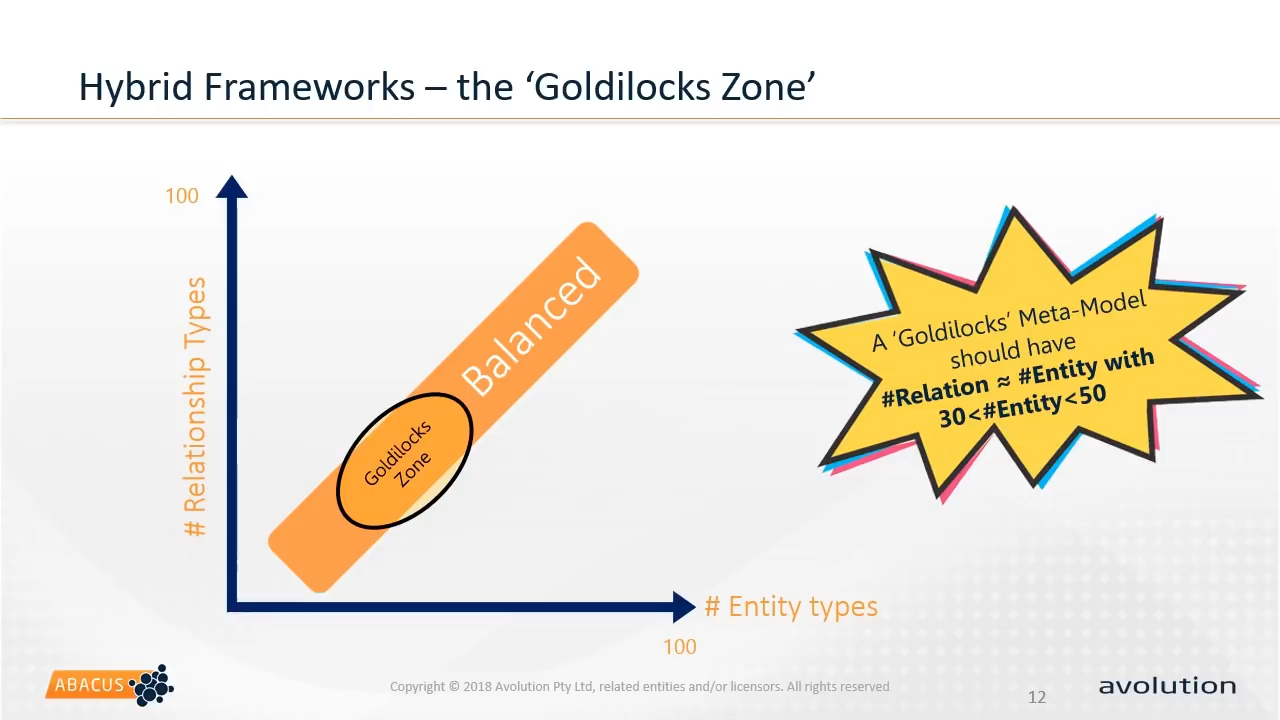 Hybrid Frameworks – the ‘Goldilocks Zone’
100
# Relationship Types
Balanced
Goldilocks
Zone
# Entity types
100
A ‘Goldilocks’ Meta-Model
should have
#Relation ≈ #Entity with
30<#Entity<50
ABACUS
Copyright © 2018 Avolution Pty Ltd, related entities and/or licensors. All rights reserved
12
avolution